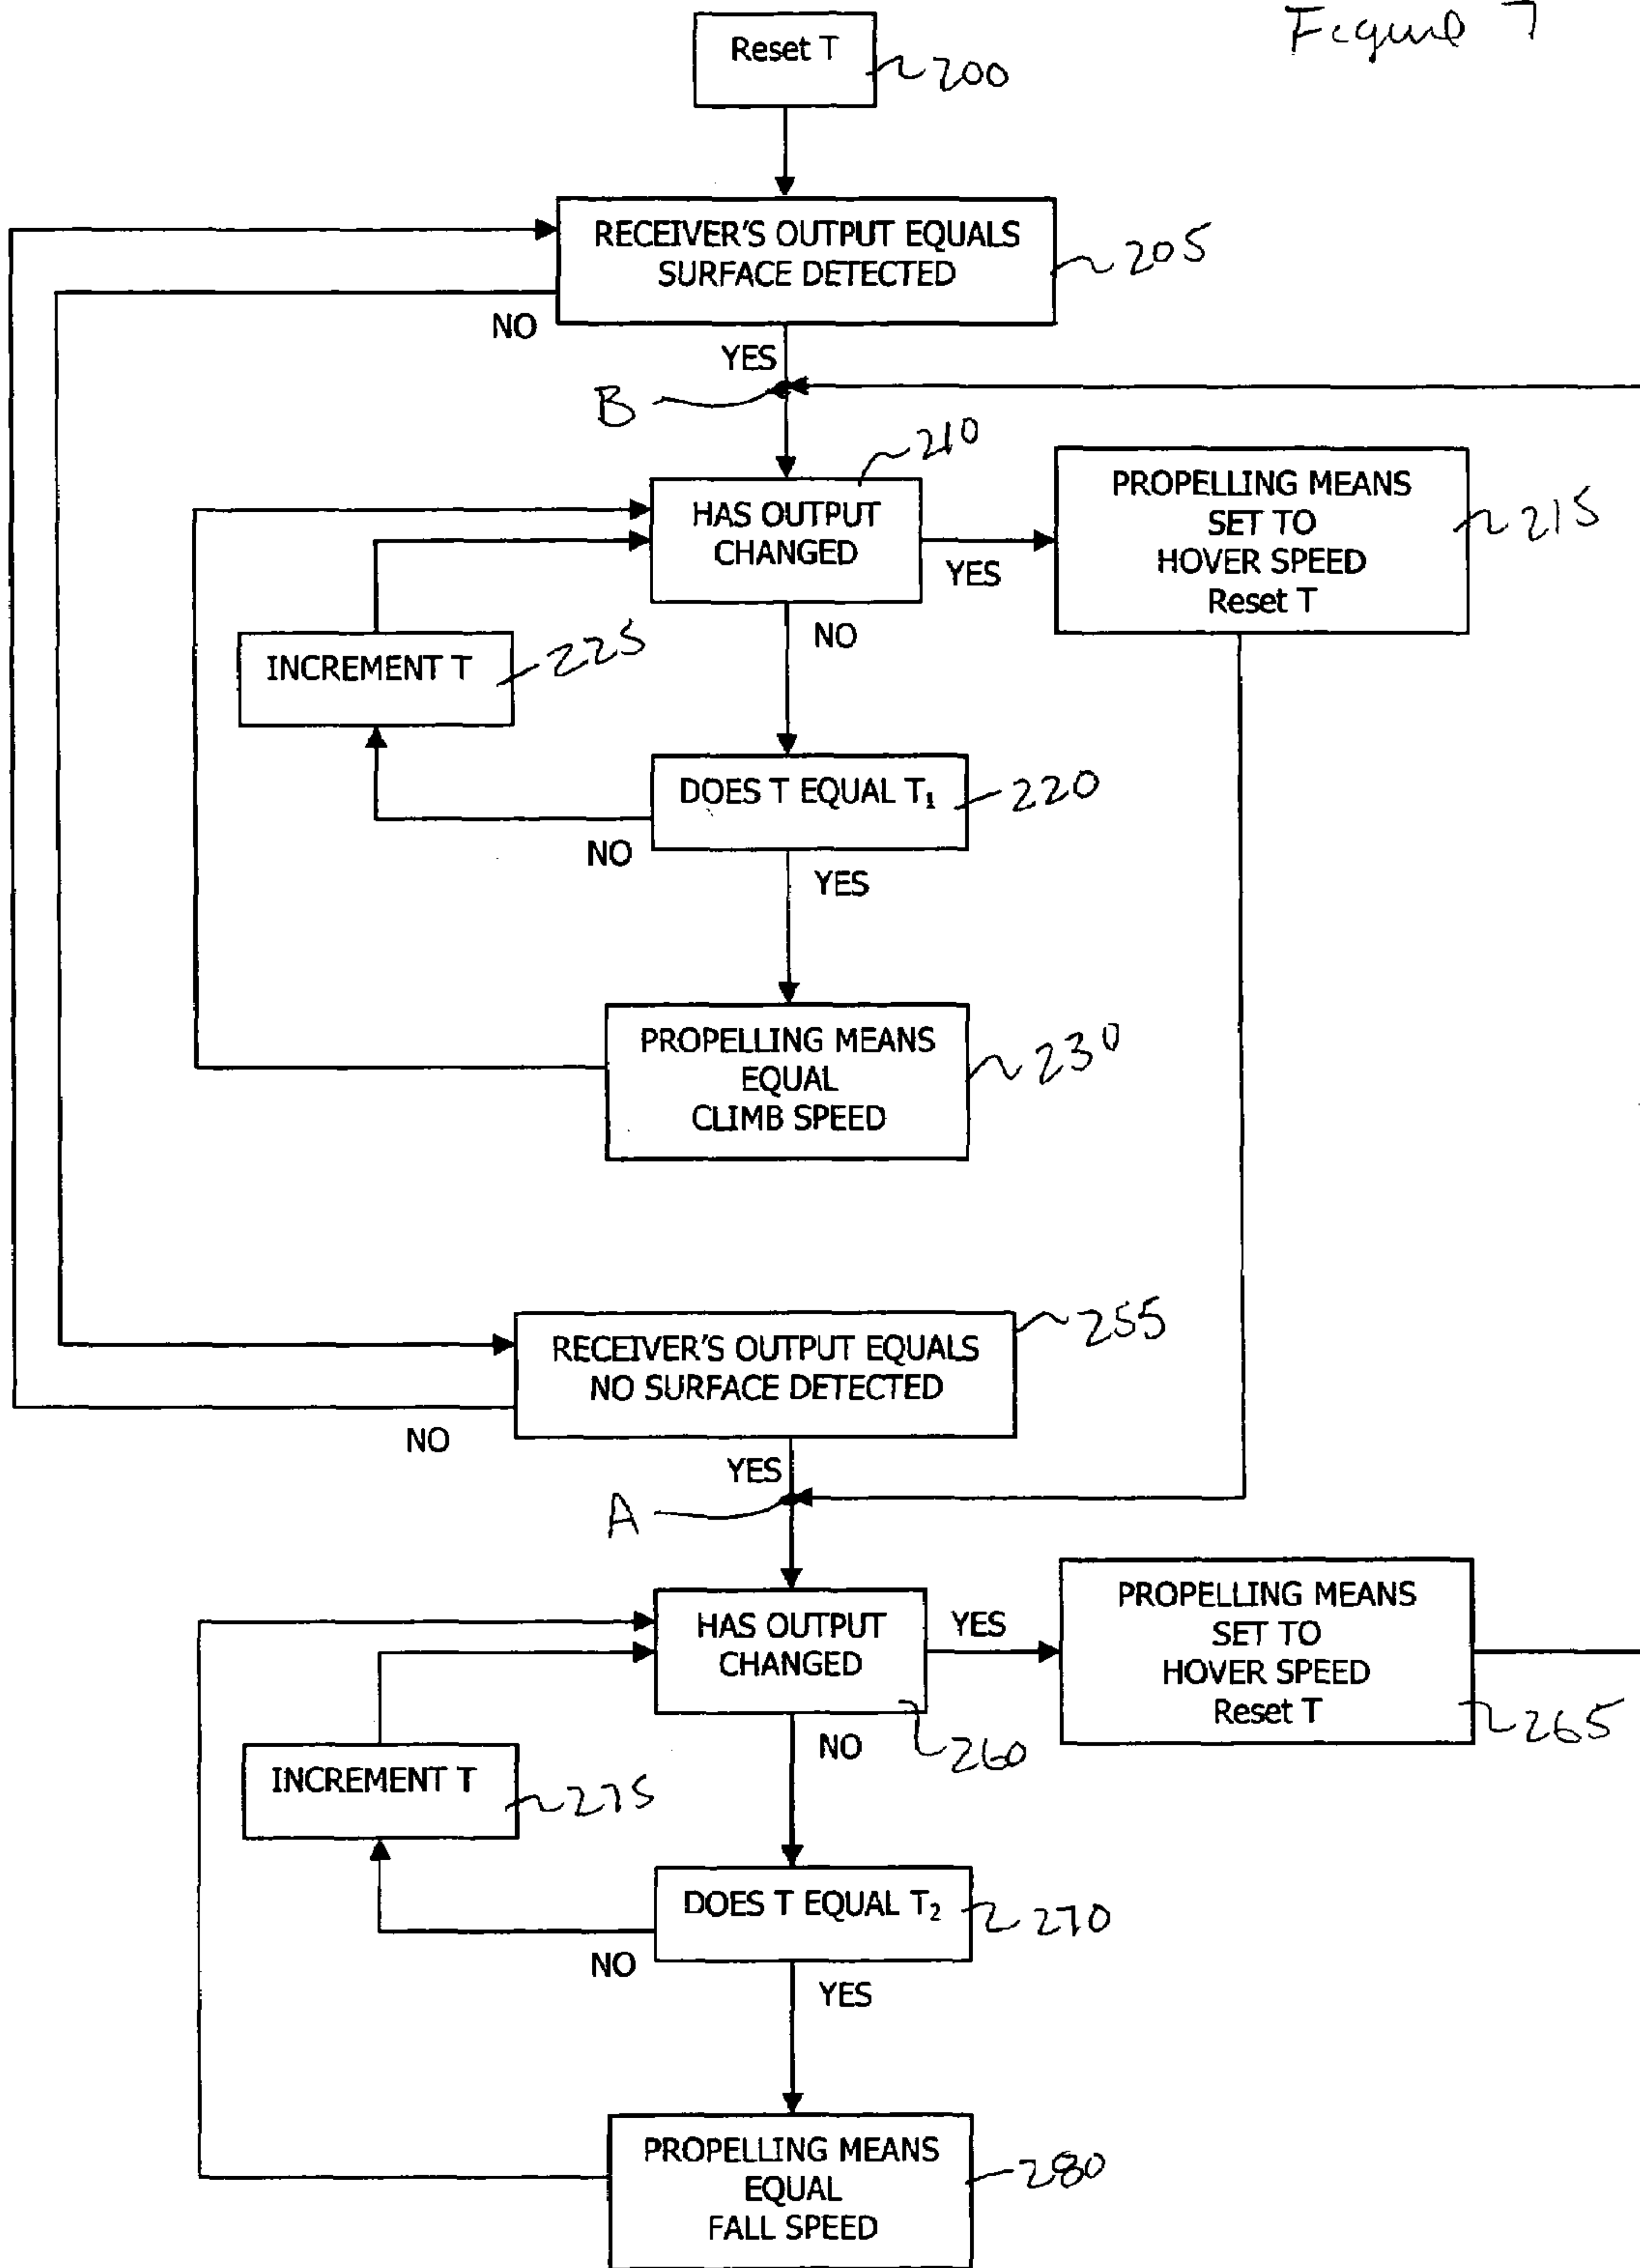 Figure 7
Reset T
200
RECEIVER'S OUTPUT EQUALS
SURFACE DETECTED
205
NO
YES
B
210
HAS OUTPUT
CHANGED
YES
PROPELLING MEANS
SET TO
HOVER SPEED
Reset T
215
NO
INCREMENT T
225
DOES T EQUAL T₁
220
NO
YES
PROPELLING MEANS
EQUAL
CLIMB SPEED
230
RECEIVER'S OUTPUT EQUALS
NO SURFACE DETECTED
255
NO
YES
A
HAS OUTPUT
CHANGED
260
YES
PROPELLING MEANS
SET TO
HOVER SPEED
Reset T
265
NO
INCREMENT T
275
DOES T EQUAL T₂
270
NO
YES
PROPELLING MEANS
EQUAL
FALL SPEED
280